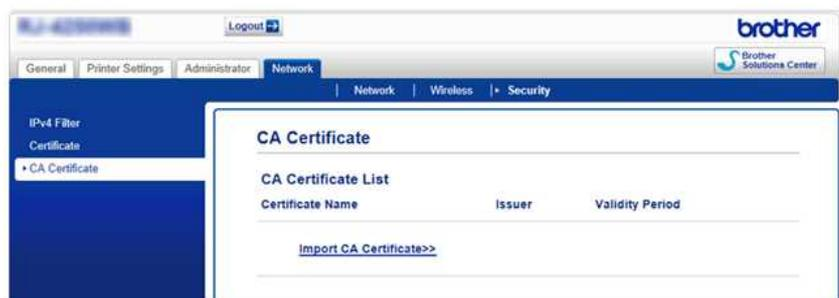 Logout
brother
General Printer Settings Administrator Network
Brother
Solutions Center
Network | Wireless | Security
IPv4 Filter
Certificate
CA Certificate
CA Certificate
CA Certificate List
Certificate Name Issuer Validity Period
Import CA Certificate>>